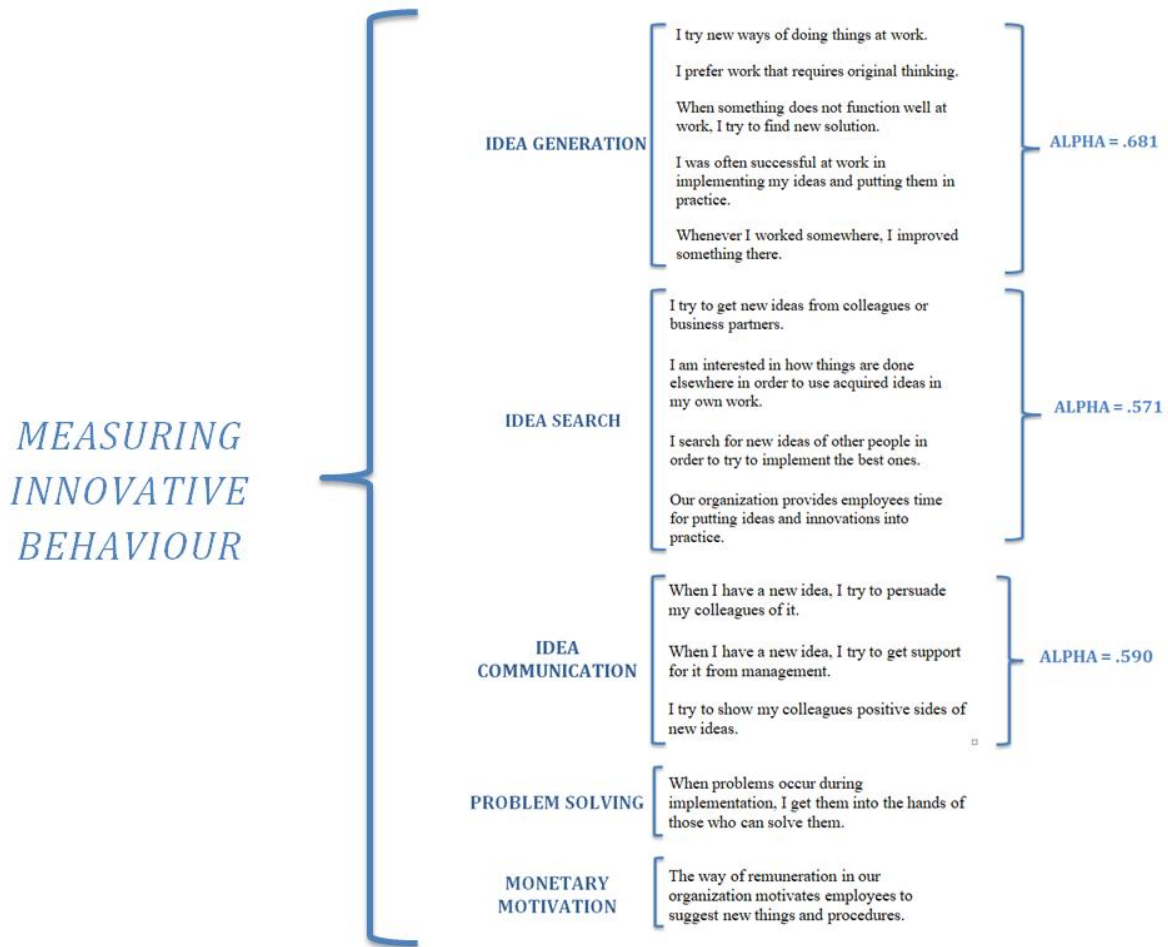 MEASURING
INNOVATIVE
BEHAVIOUR
IDEA GENERATION
I try new ways of doing things at work.
I prefer work that requires original thinking.
When something does not function well at
work, I try to find new solution.
I was often successful at work in
implementing my ideas and putting them in
practice.
Whenever I worked somewhere, I improved
something there.
ALPHA = .681
IDEA SEARCH
I try to get new ideas from colleagues or
business partners.
I am interested in how things are done
elsewhere in order to use acquired ideas in
my own work.
I search for new ideas of other people in
order to try to implement the best ones.
Our organization provides employees time
for putting ideas and innovations into
practice.
ALPHA = .571
IDEA
COMMUNICATION
When I have a new idea, I try to persuade
my colleagues of it.
When I have a new idea, I try to get support
for it from management.
I try to show my colleagues positive sides of
new ideas.
ALPHA = .590
PROBLEM SOLVING
When problems occur during
implementation, I get them into the hands of
those who can solve them.
MONETARY
MOTIVATION
The way of remuneration in our
organization motivates employees to
suggest new things and procedures.